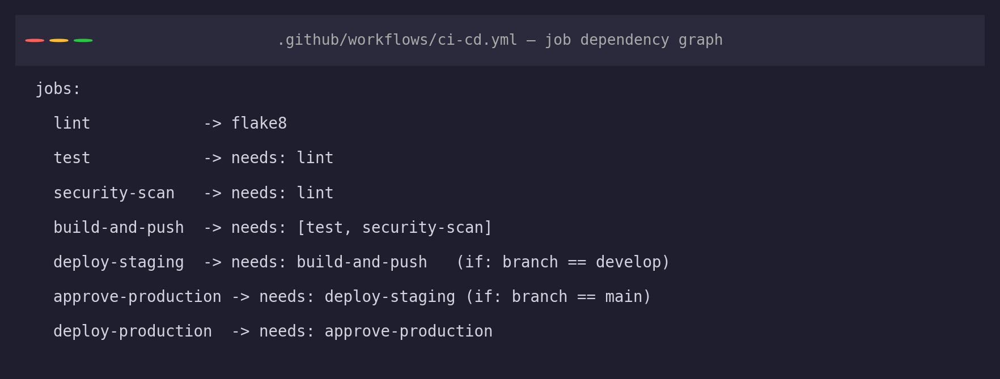 .github/workflows/ci-cd.yml — job dependency graph
jobs:
  lint            -> flake8
  test            -> needs: lint
  security-scan   -> needs: lint
  build-and-push  -> needs: [test, security-scan]
  deploy-staging  -> needs: build-and-push   (if: branch == develop)
  approve-production -> needs: deploy-staging (if: branch == main)
  deploy-production  -> needs: approve-production